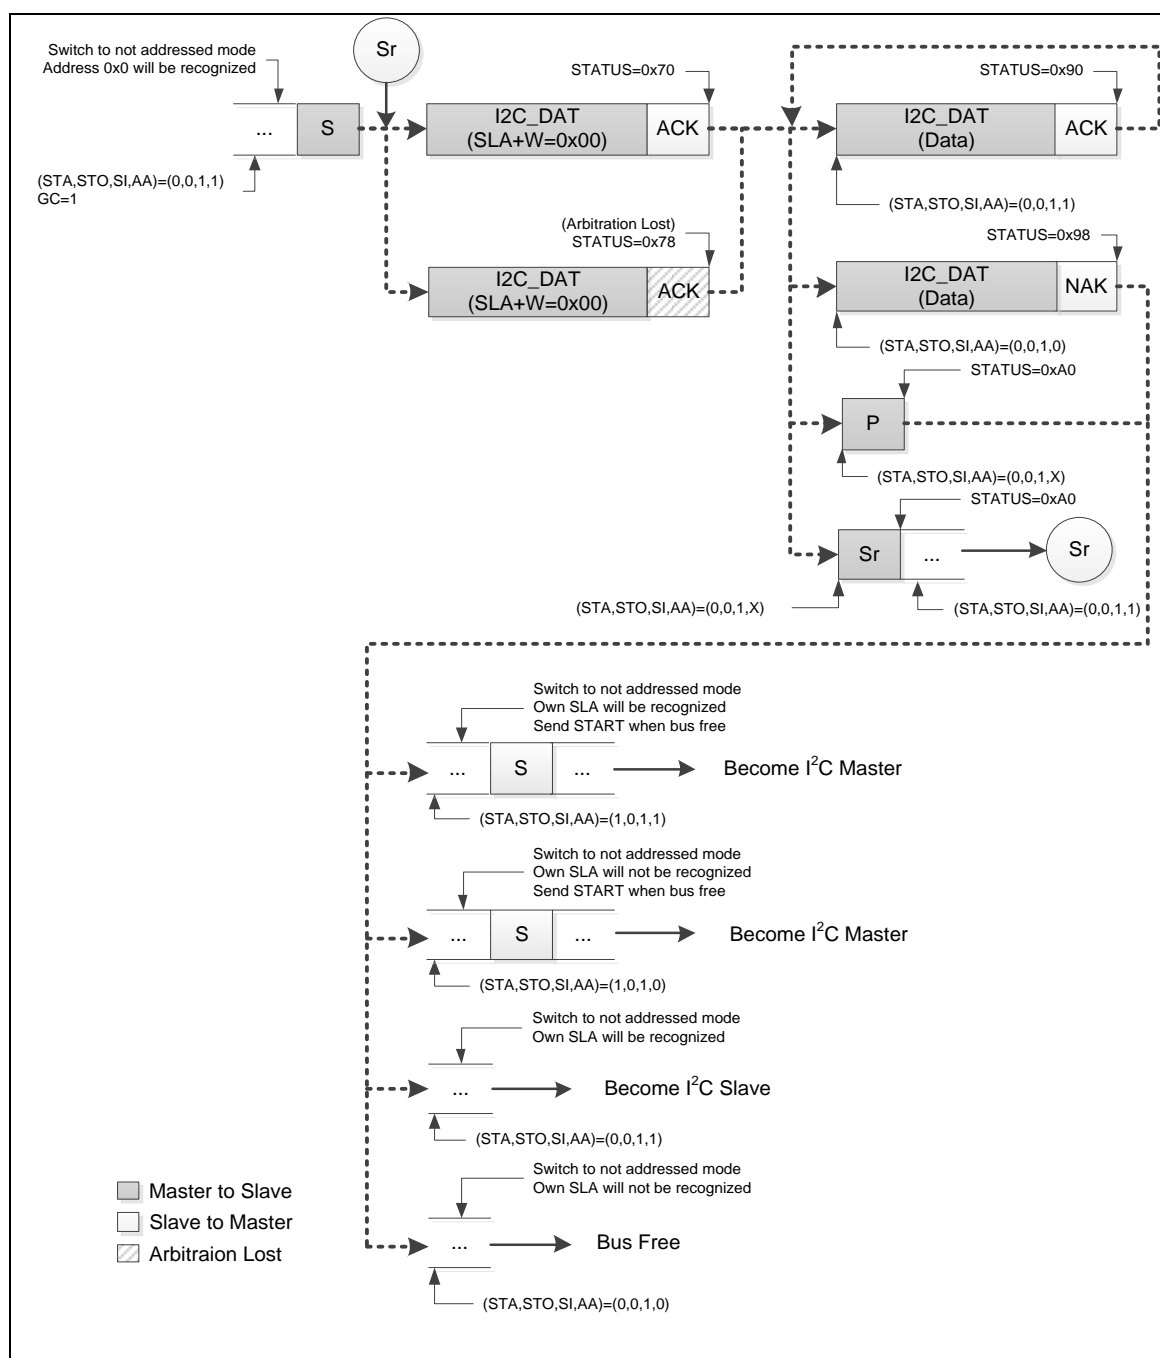 Switch to not addressed mode
Address 0x0 will be recognized
Sr
STATUS=0x70
STATUS=0x90
...
S
I2C_DAT
(SLA+W=0x00)
ACK
I2C_DAT
(Data)
ACK
(STA,STO,SI,AA)=(0,0,1,1)
GC=1
(STA,STO,SI,AA)=(0,0,1,1)
(Arbitration Lost)
STATUS=0x78
STATUS=0x98
I2C_DAT
(SLA+W=0x00)
ACK
I2C_DAT
(Data)
NAK
(STA,STO,SI,AA)=(0,0,1,0)
STATUS=0xA0
P
(STA,STO,SI,AA)=(0,0,1,X)
STATUS=0xA0
Sr
...
Sr
(STA,STO,SI,AA)=(0,0,1,X)
(STA,STO,SI,AA)=(0,0,1,1)
Switch to not addressed mode
Own SLA will be recognized
Send START when bus free
...
S
...
Become I²C Master
(STA,STO,SI,AA)=(1,0,1,1)
Switch to not addressed mode
Own SLA will not be recognized
Send START when bus free
...
S
...
Become I²C Master
(STA,STO,SI,AA)=(1,0,1,0)
Switch to not addressed mode
Own SLA will be recognized
...
Become I²C Slave
(STA,STO,SI,AA)=(0,0,1,1)
Switch to not addressed mode
Own SLA will not be recognized
...
Bus Free
(STA,STO,SI,AA)=(0,0,1,0)
Master to Slave
Slave to Master
Arbitraion Lost